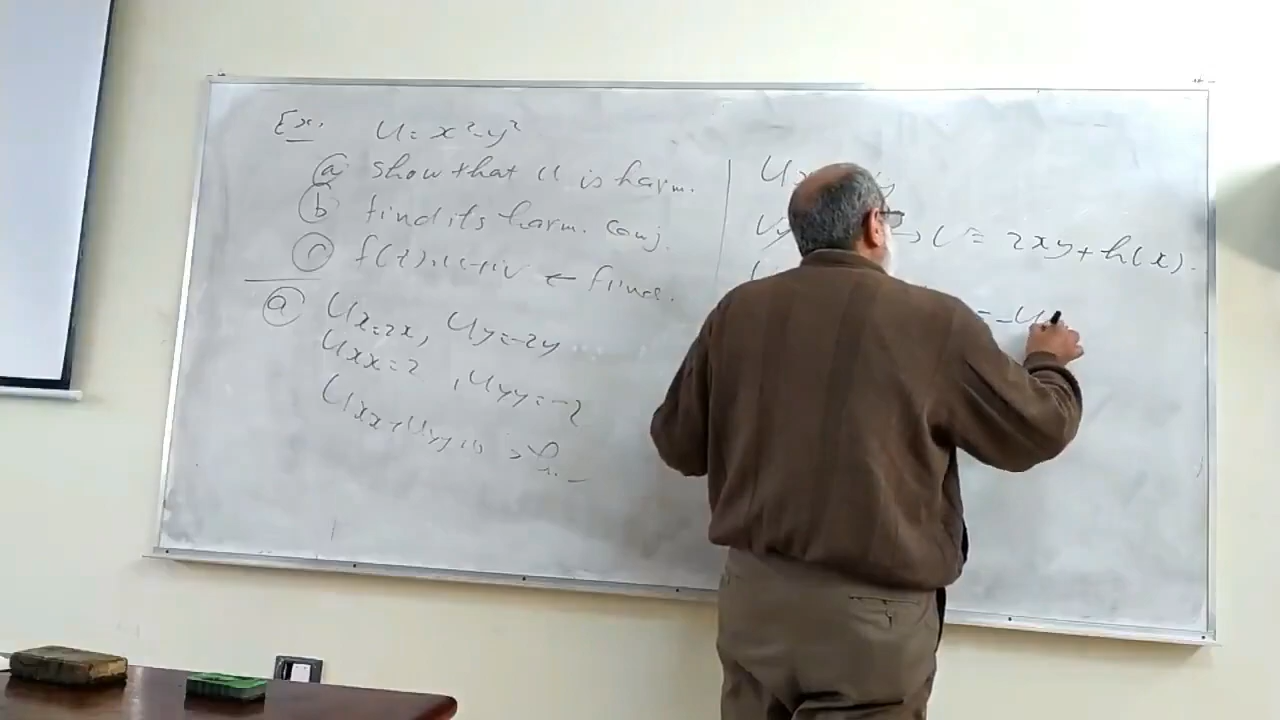 Ex. U = x² - y²
(a) show that U is harm.
(b) find its harm. conj.
(c) f(z) = u + iv ← find.
(a) Ux = 2x, Uy = -2y
Uxx = 2, Uyy = -2
Uxx + Uyy = 0
V = 2xy + h(x).
= -U